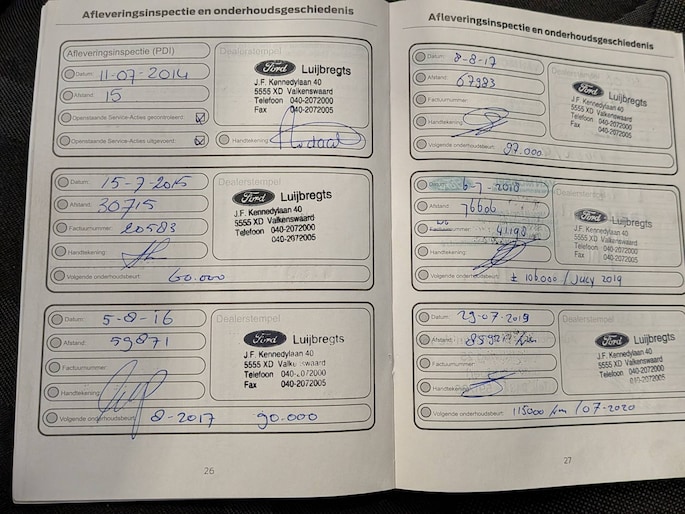 Afleveringsinspectie en onderhoudsgeschiedenis
Afleveringsinspectie (PDI)
Datum: 11-07-2014
Afstand: 15
Openstaande Service-Acties gecontroleerd:
Openstaande Service-Acties uitgevoerd:
Dealerstempel
Ford Luijbregts
J.F. Kennedylaan 40
5555 XD Valkenswaard
Telefoon 040-2072000
Fax 040-2072005
Handtekening:
Datum: 15-7-2015
Afstand: 30715
Factuurnummer: 20583
Handtekening:
Volgende onderhoudsbeurt: 60.000
Dealerstempel
Ford Luijbregts
J.F. Kennedylaan 40
5555 XD Valkenswaard
Telefoon 040-2072000
040-2072005
Datum: 5-8-16
Afstand: 59871
Factuurnummer:
Handtekening:
Volgende onderhoudsbeurt: 8-2017 90.000
Dealerstempel
Ford Luijbregts
J.F. Kennedylaan 40
5555 XD Valkenswaard
Telefoon 040-2072000
Fax 040-2072005
26
Afleveringsinspectie en onderhoudsgeschiedenis
Datum: 8-8-17
Afstand: 67983
Factuurnummer:
Handtekening:
Volgende onderhoudsbeurt: 97.000
Dealerstempel
Ford Luijbregts
J.F. Kennedylaan 40
5555 XD Valkenswaard
Telefoon 040-2072000
Fax 040-2072005
Datum: 6-7-2018
Afstand: 76606
Factuurnummer: 41198
Handtekening:
Volgende onderhoudsbeurt: ± 106.000 / July 2019
Dealerstempel
Ford Luijbregts
J.F. Kennedylaan 40
5555 XD Valkenswaard
Telefoon 040-2072000
Fax 040-2072005
Datum: 29-07-2019
Afstand:
Factuurnummer:
Handtekening:
Volgende onderhoudsbeurt: 115000 km / 07-2020
Dealerstempel
Ford Luijbregts
J.F. Kennedylaan 40
5555 XD Valkenswaard
Telefoon 040-2072000
Fax 040-2072005
27